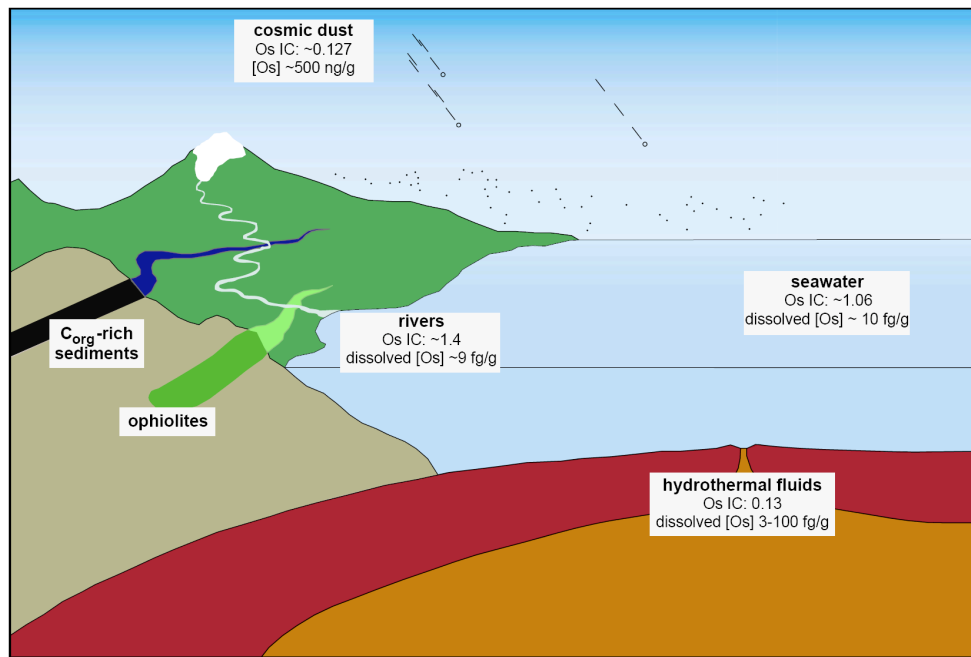 cosmic dust
Os IC: ~0.127
[Os] ~500 ng/g
seawater
Os IC: ~1.06
dissolved [Os] ~ 10 fg/g
rivers
Os IC: ~1.4
dissolved [Os] ~9 fg/g
Corg-rich
sediments
ophiolites
hydrothermal fluids
Os IC: 0.13
dissolved [Os] 3-100 fg/g